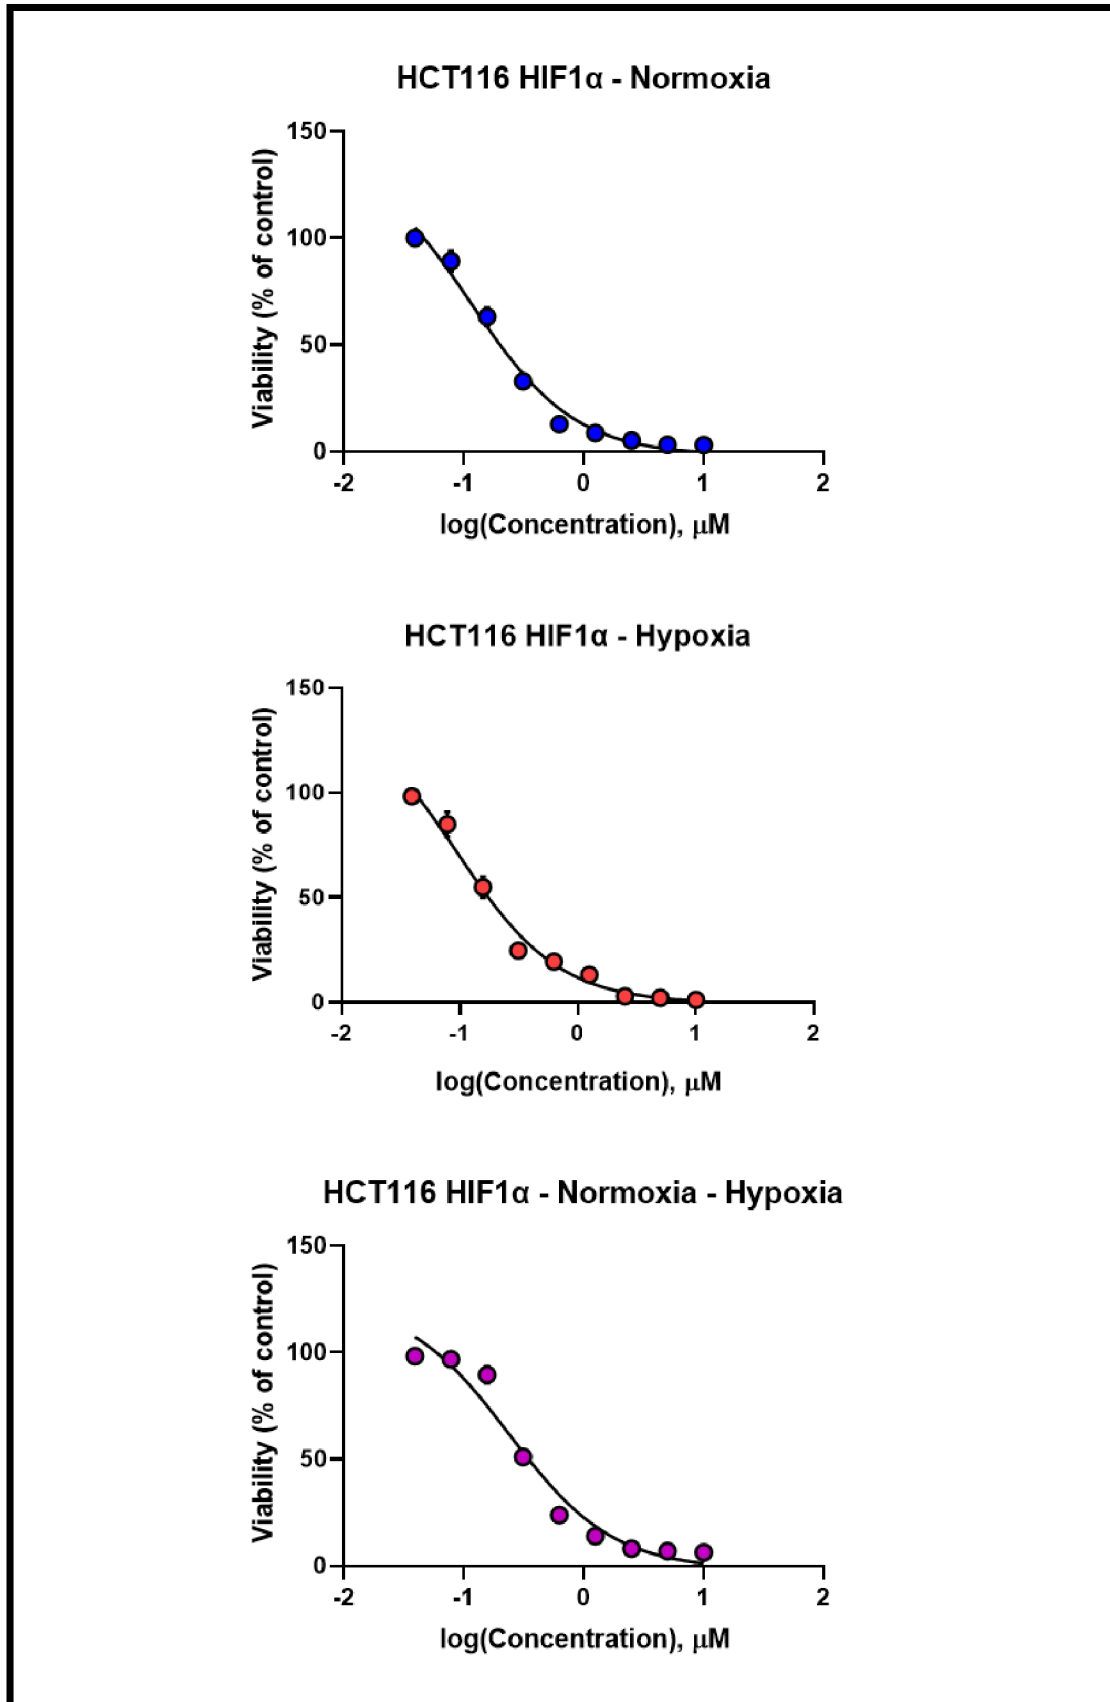 HCT116 HIF1α - Normoxia
150
100
50
0
-2 -1 0 1 2
Viability (% of control)
log(Concentration), μM
HCT116 HIF1α - Hypoxia
150
100
50
0
-2 -1 0 1 2
Viability (% of control)
log(Concentration), μM
HCT116 HIF1α - Normoxia - Hypoxia
150
100
50
0
-2 -1 0 1 2
Viability (% of control)
log(Concentration), μM